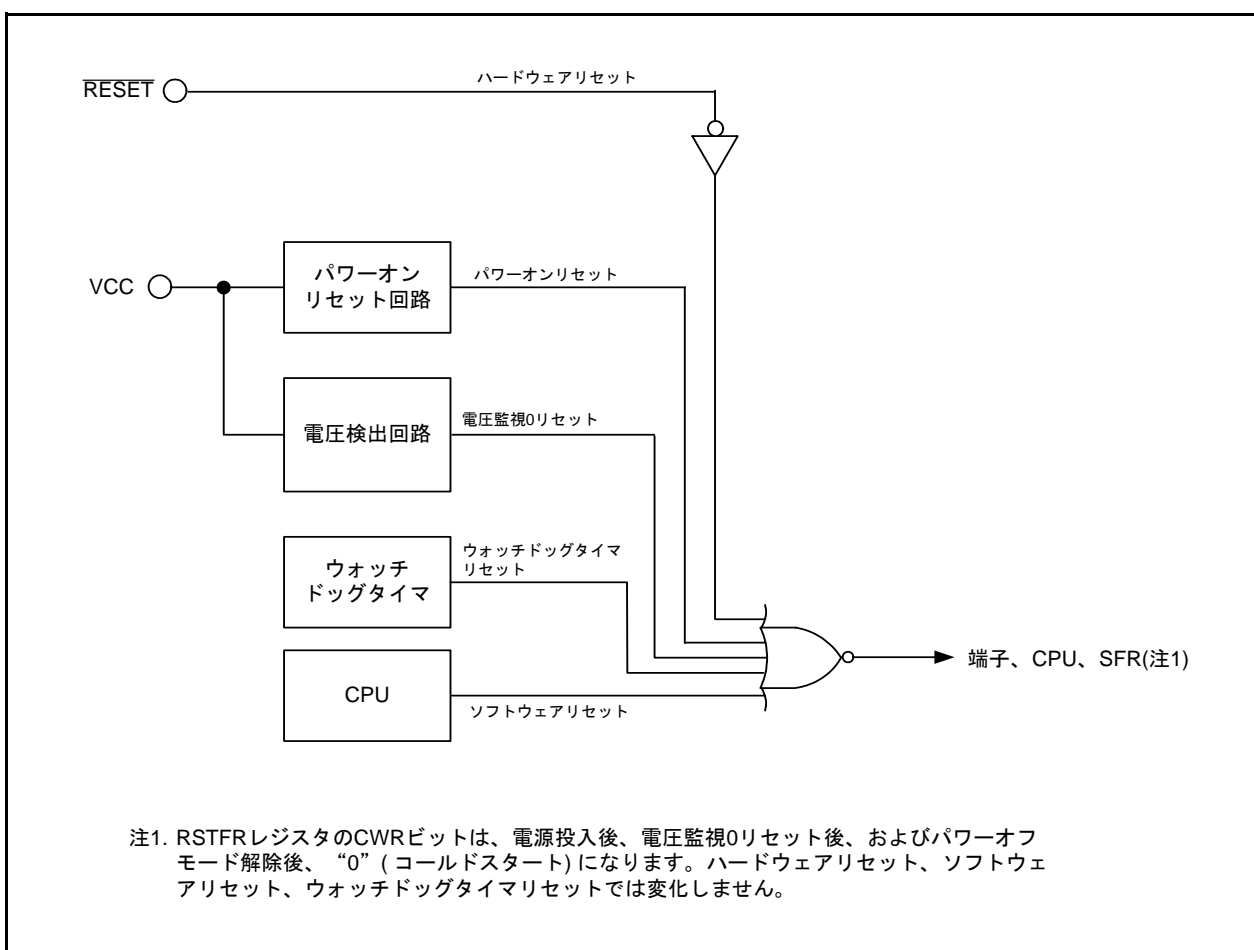 ハードウェアリセット
RESET
VCC
パワーオン
リセット回路
パワーオンリセット
電圧検出回路
電圧監視0リセット
ウォッチ
ドッグタイマ
ウォッチドッグタイマ
リセット
CPU
ソフトウェアリセット
端子、CPU、SFR(注1)
注1. RSTFRレジスタのCWRビットは、電源投入後、電圧監視0リセット後、およびパワーオフ
モード解除後、“0”( コールドスタート) になります。ハードウェアリセット、ソフトウェ
アリセット、ウォッチドッグタイマリセットでは変化しません。